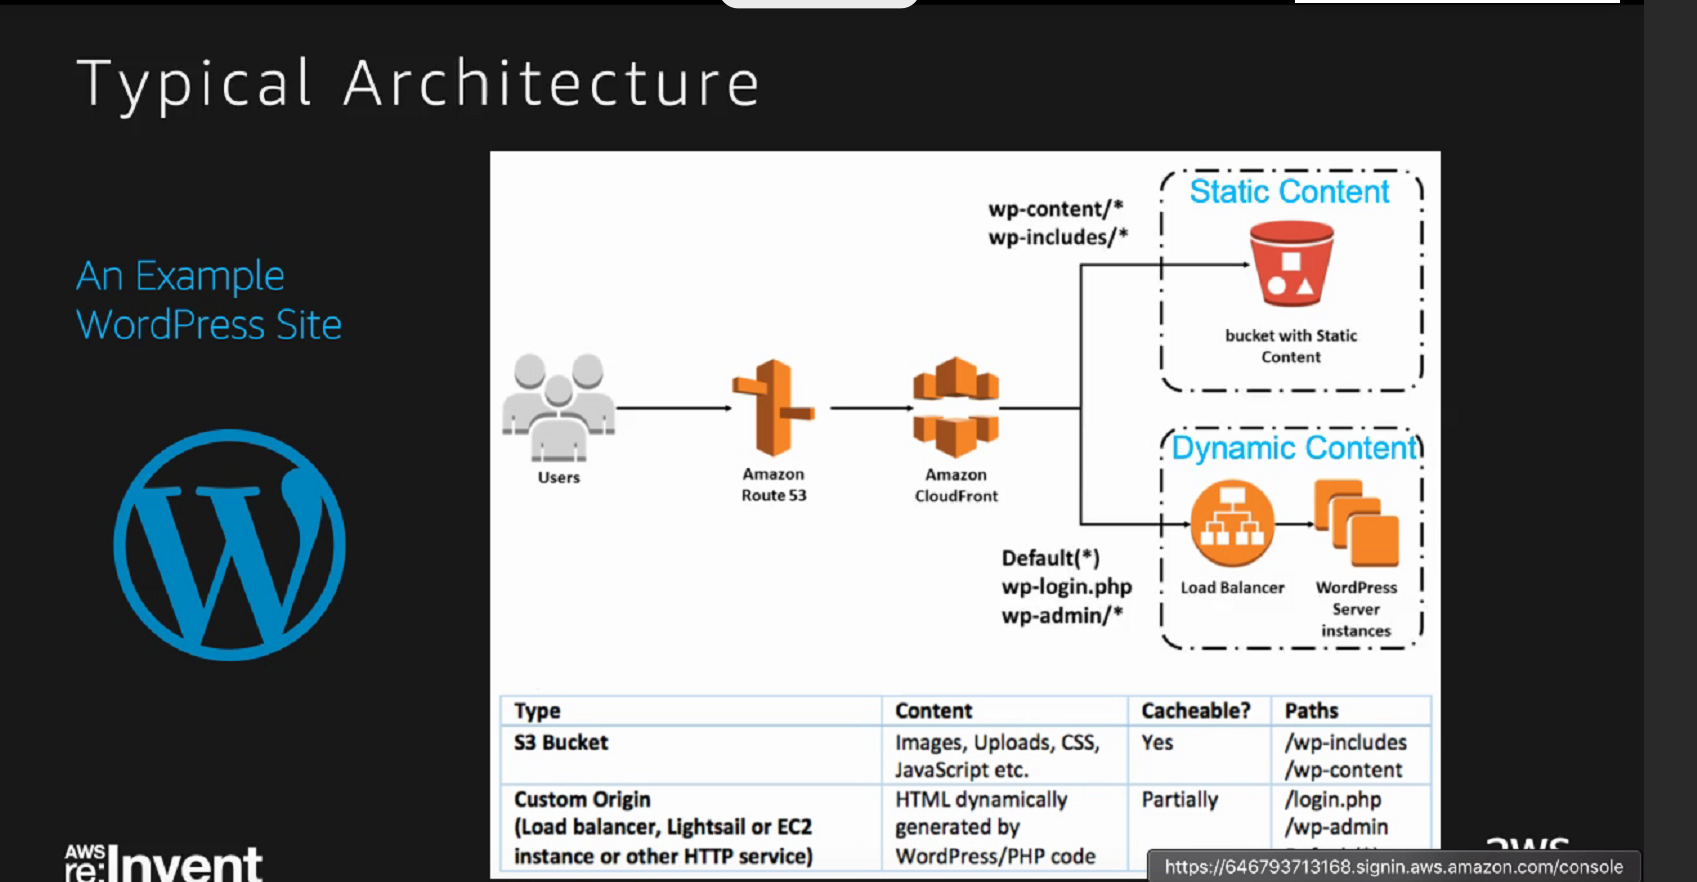 Typical Architecture
An Example
WordPress Site
wp-content/*
wp-includes/*
Static Content
bucket with Static
Content
Users
Amazon
Route 53
Amazon
CloudFront
Dynamic Content
Default(*)
wp-login.php
wp-admin/*
Load Balancer
WordPress
Server
instances
Type Content Cacheable? Paths
S3 Bucket Images, Uploads, CSS, Yes /wp-includes
JavaScript etc. /wp-content
Custom Origin HTML dynamically Partially /login.php
(Load balancer, Lightsail or EC2 generated by /wp-admin
instance or other HTTP service) WordPress/PHP code
AWS
re:Invent
aws
https://646793713168.signin.aws.amazon.com/console